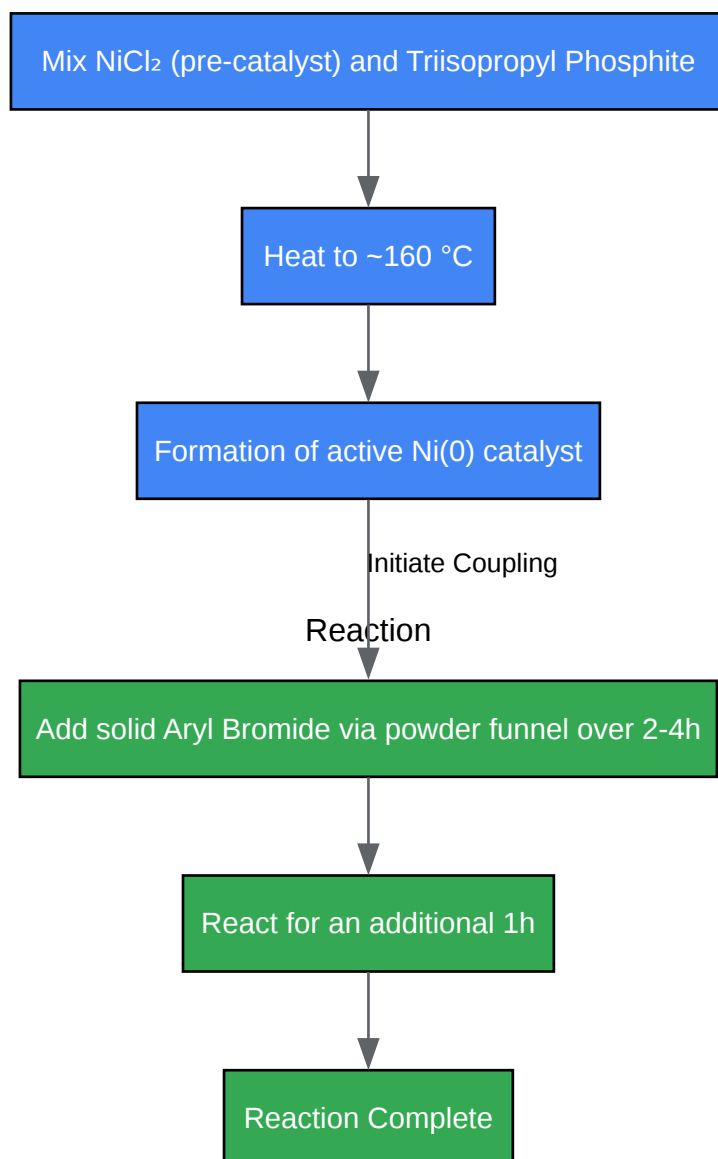 Mix NiCl₂ (pre-catalyst) and Triisopropyl Phosphite
Heat to ~160 °C
Formation of active Ni(0) catalyst
Initiate Coupling
Reaction
Add solid Aryl Bromide via powder funnel over 2-4h
React for an additional 1h
Reaction Complete